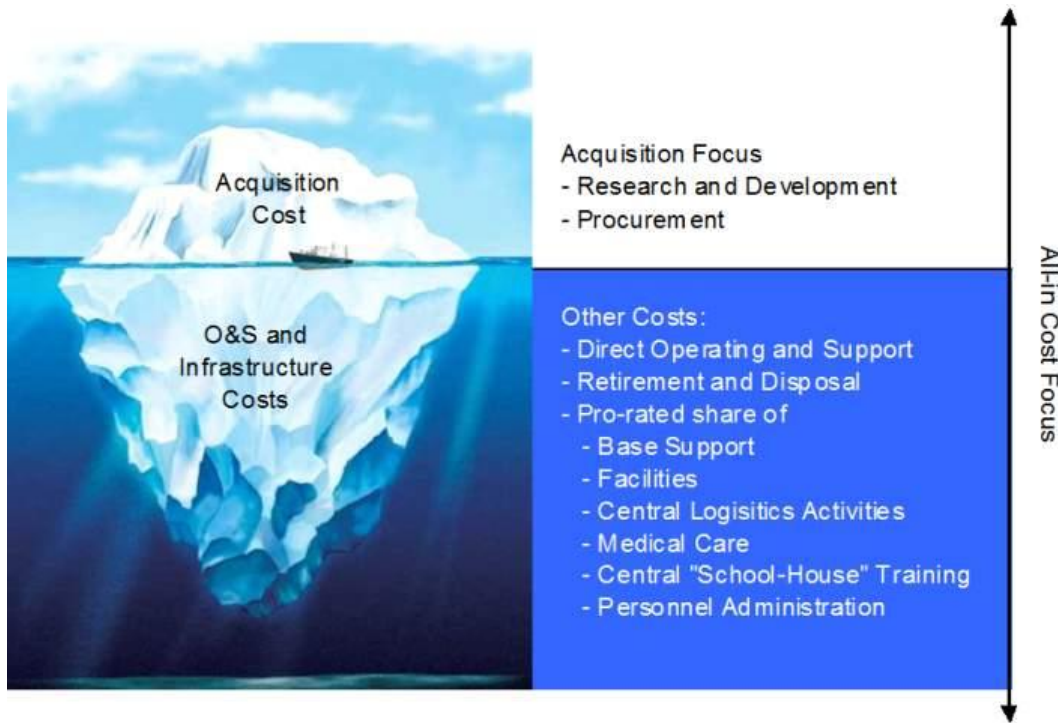 Acquisition
Cost
O&S and
Infrastructure
Costs
Acquisition Focus
- Research and Development
- Procurement
Other Costs:
- Direct Operating and Support
- Retirement and Disposal
- Pro-rated share of
- Base Support
- Facilities
- Central Logisitics Activities
- Medical Care
- Central "School-House" Training
- Personnel Administration
All-in Cost Focus